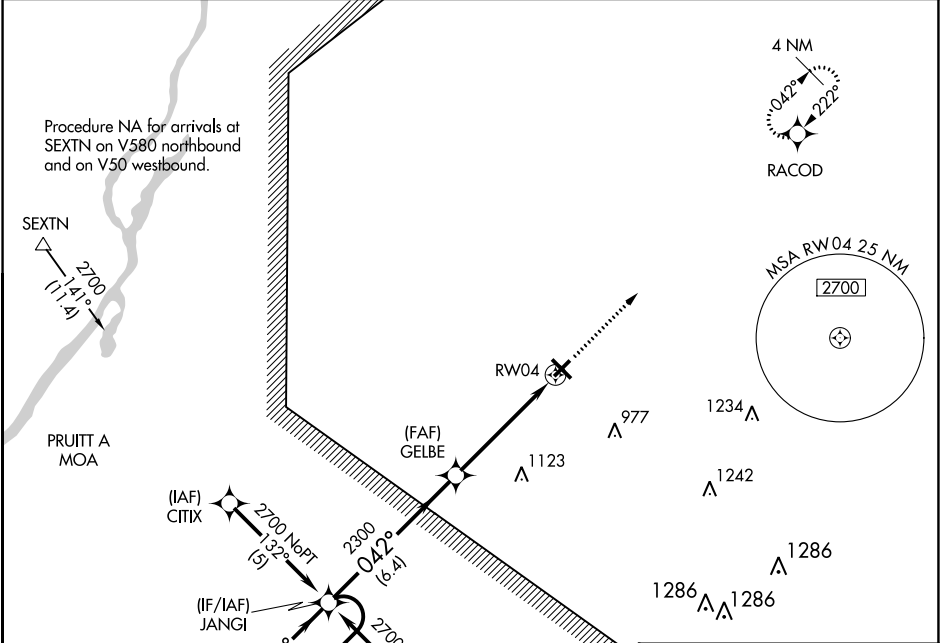 4 NM
042°
222°
RACOD
Procedure NA for arrivals at
SEXTN on V580 northbound
and on V50 westbound.
SEXTN
2700
141°
(11.4)
MSA RW04 25 NM
2700
RW04
977
1234
(FAF)
GELBE
1123
1242
PRUITT A
MOA
(IAF)
CITIX
2700 NoPT
132°
(5)
2300
042°
(6.4)
1286
1286
1286
(IF/IAF)
JANGI
2700